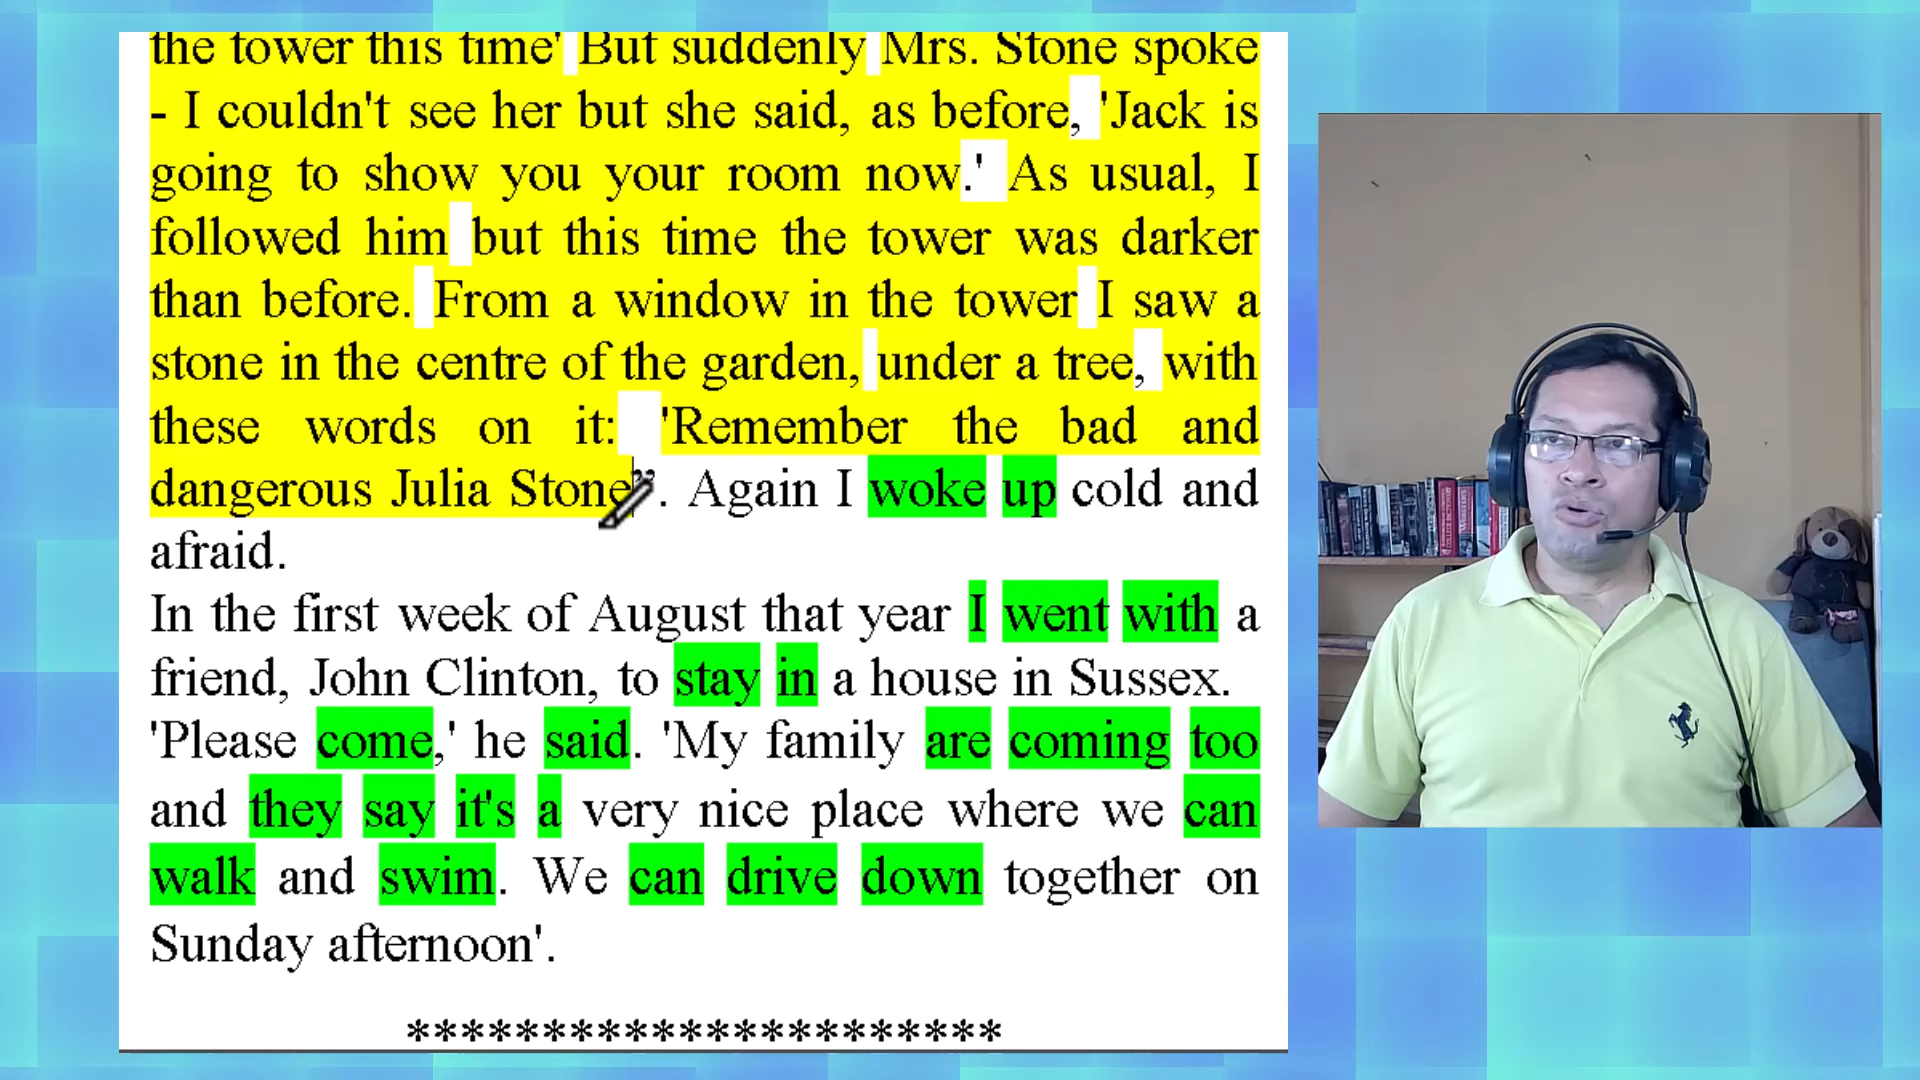 the tower this time' But suddenly Mrs. Stone spoke
- I couldn't see her but she said, as before, 'Jack is
going to show you your room now.' As usual, I
followed him but this time the tower was darker
than before. From a window in the tower I saw a
stone in the centre of the garden, under a tree, with
these words on it: 'Remember the bad and
dangerous Julia Stone”. Again I woke up cold and
afraid.
In the first week of August that year I went with a
friend, John Clinton, to stay in a house in Sussex.
'Please come,' he said. 'My family are coming too
and they say it's a very nice place where we can
walk and swim. We can drive down together on
Sunday afternoon'.
**********************